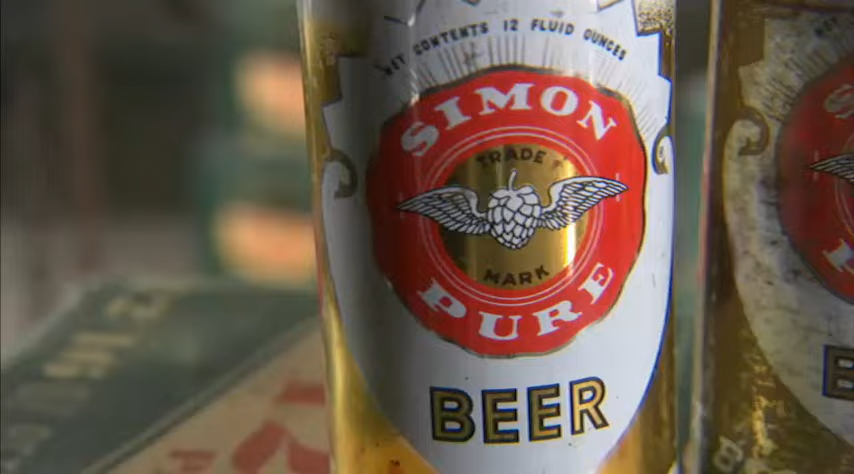 NET CONTENTS 12 FLUID OUNCES
SIMON
TRADE
MARK
PURE
BEER